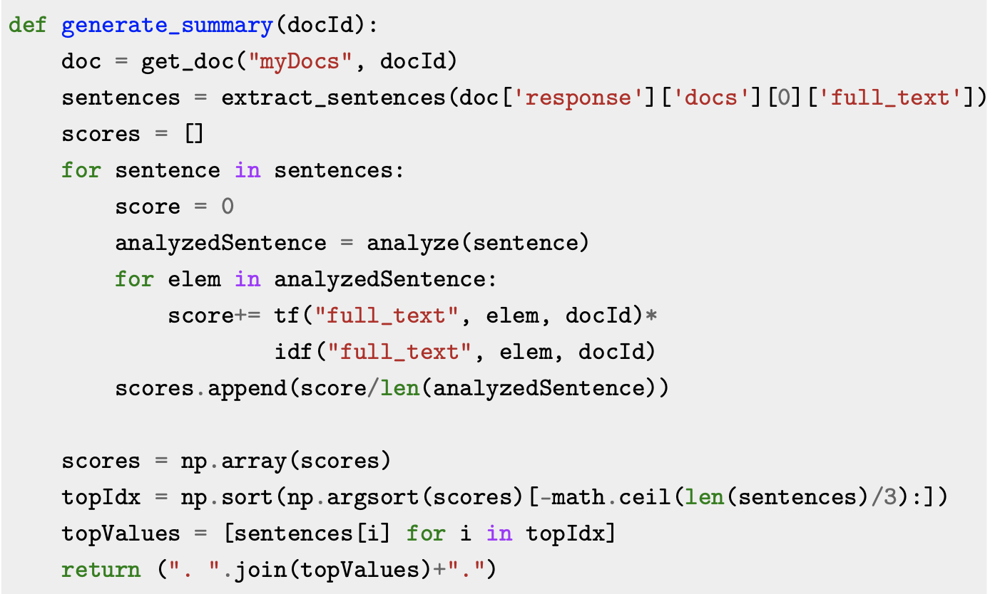 def generate_summary(docId):
    doc = get_doc("myDocs", docId)
    sentences = extract_sentences(doc['response']['docs'][0]['full_text'])
    scores = []
    for sentence in sentences:
        score = 0
        analyzedSentence = analyze(sentence)
        for elem in analyzedSentence:
            score+= tf("full_text", elem, docId)*
                    idf("full_text", elem, docId)
        scores.append(score/len(analyzedSentence))

    scores = np.array(scores)
    topIdx = np.sort(np.argsort(scores)[-math.ceil(len(sentences)/3):])
    topValues = [sentences[i] for i in topIdx]
    return (". ".join(topValues)+".")